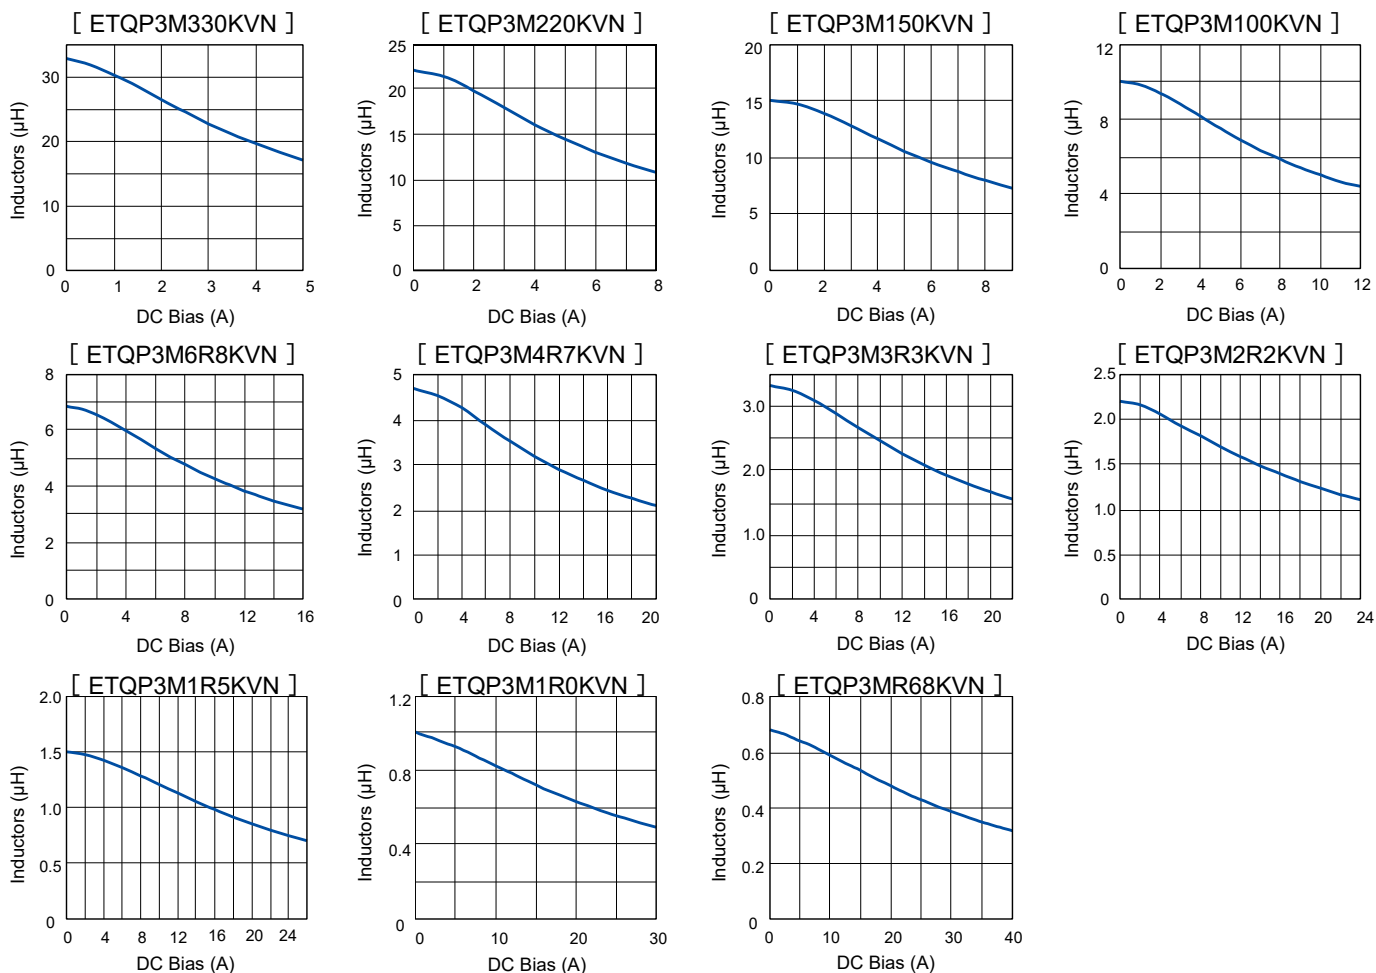 [ ETQP3M330KVN ]
30
20
10
0
0 1 2 3 4 5
Inductors (μH)
DC Bias (A)
[ ETQP3M220KVN ]
25
20
15
10
5
0
0 2 4 6 8
Inductors (μH)
DC Bias (A)
[ ETQP3M150KVN ]
20
15
10
5
0
0 2 4 6 8
Inductors (μH)
DC Bias (A)
[ ETQP3M100KVN ]
12
8
4
0
0 2 4 6 8 10 12
Inductors (μH)
DC Bias (A)
[ ETQP3M6R8KVN ]
8
6
4
2
0
0 4 8 12 16
Inductors (μH)
DC Bias (A)
[ ETQP3M4R7KVN ]
5
4
3
2
1
0
0 4 8 12 16 20
Inductors (μH)
DC Bias (A)
[ ETQP3M3R3KVN ]
3.0
2.0
1.0
0
0 4 8 12 16 20
Inductors (μH)
DC Bias (A)
[ ETQP3M2R2KVN ]
2.5
2.0
1.5
1.0
0.5
0
0 4 8 12 16 20 24
Inductors (μH)
DC Bias (A)
[ ETQP3M1R5KVN ]
2.0
1.5
1.0
0.5
0
0 4 8 12 16 20 24
Inductors (μH)
DC Bias (A)
[ ETQP3M1R0KVN ]
1.2
0.8
0.4
0
0 10 20 30
Inductors (μH)
DC Bias (A)
[ ETQP3MR68KVN ]
0.8
0.6
0.4
0.2
0
0 10 20 30 40
Inductors (μH)
DC Bias (A)